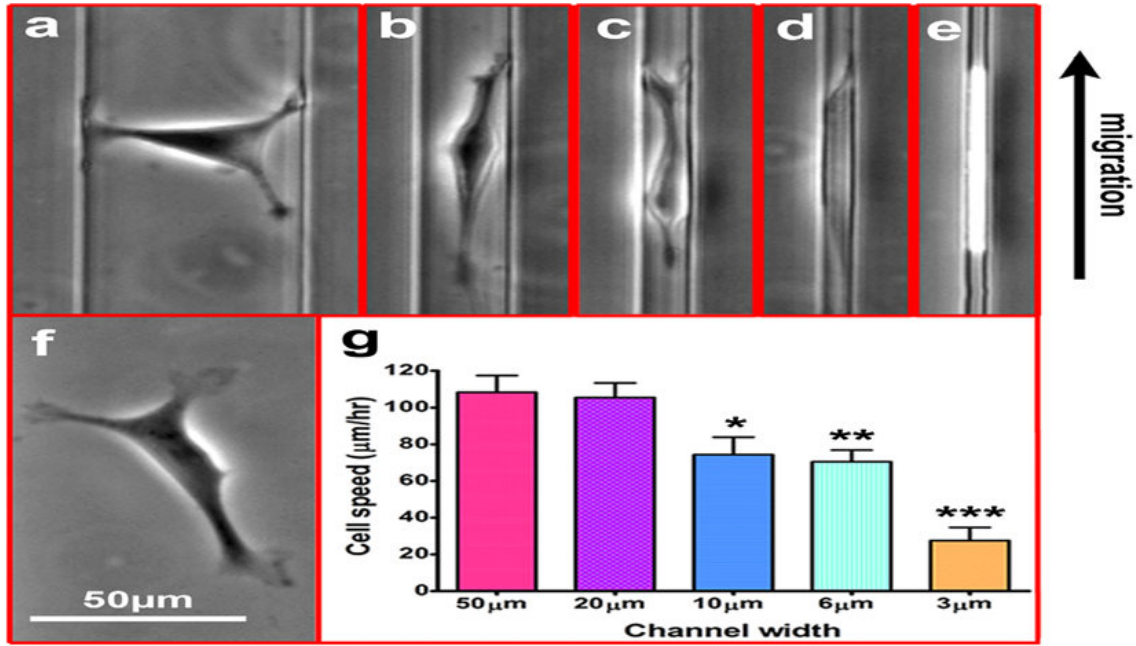 a
b
c
d
e
migration
f
50μm
g
Cell speed (μm/hr)
120
100
80
60
40
20
0
*
**
***
50μm
20μm
10μm
6μm
3μm
Channel width